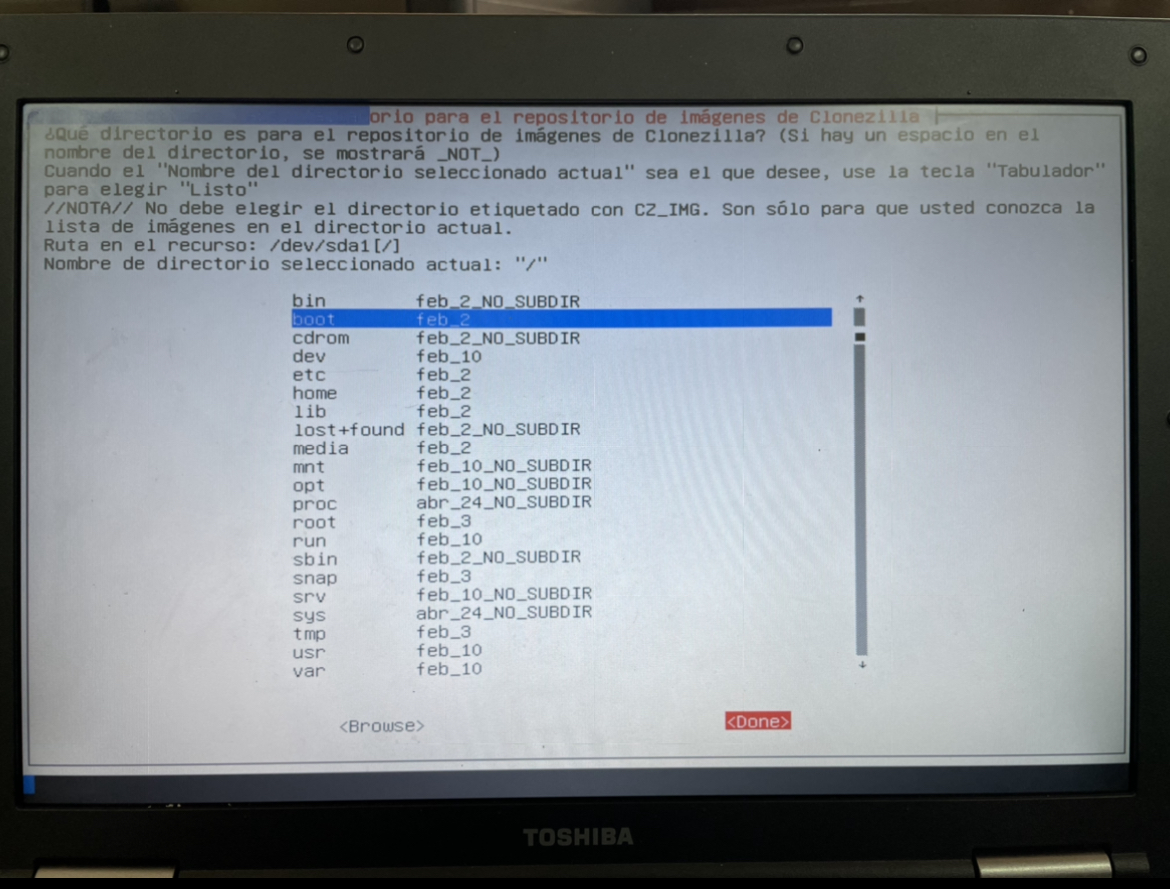 orio para el repositorio de imágenes de Clonezilla
¿Qué directorio es para el repositorio de imágenes de Clonezilla? (Si hay un espacio en el
nombre del directorio, se mostrará _NOT_)
Cuando el "Nombre del directorio seleccionado actual" sea el que desee, use la tecla "Tabulador"
para elegir "Listo"
//NOTA// No debe elegir el directorio etiquetado con CZ_IMG. Son sólo para que usted conozca la
lista de imágenes en el directorio actual.
Ruta en el recurso: /dev/sda1[/]
Nombre de directorio seleccionado actual: "/"
bin feb_2_NO_SUBDIR
boot feb_2
cdrom feb_2_NO_SUBDIR
dev feb_10
etc feb_2
home feb_2
lib feb_2
lost+found feb_2_NO_SUBDIR
media feb_2
mnt feb_10_NO_SUBDIR
opt feb_10_NO_SUBDIR
proc abr_24_NO_SUBDIR
root feb_3
run feb_10
sbin feb_2_NO_SUBDIR
snap feb_3
srv feb_10_NO_SUBDIR
sys abr_24_NO_SUBDIR
tmp feb_3
usr feb_10
var feb_10
<Browse> <Done>
TOSHIBA